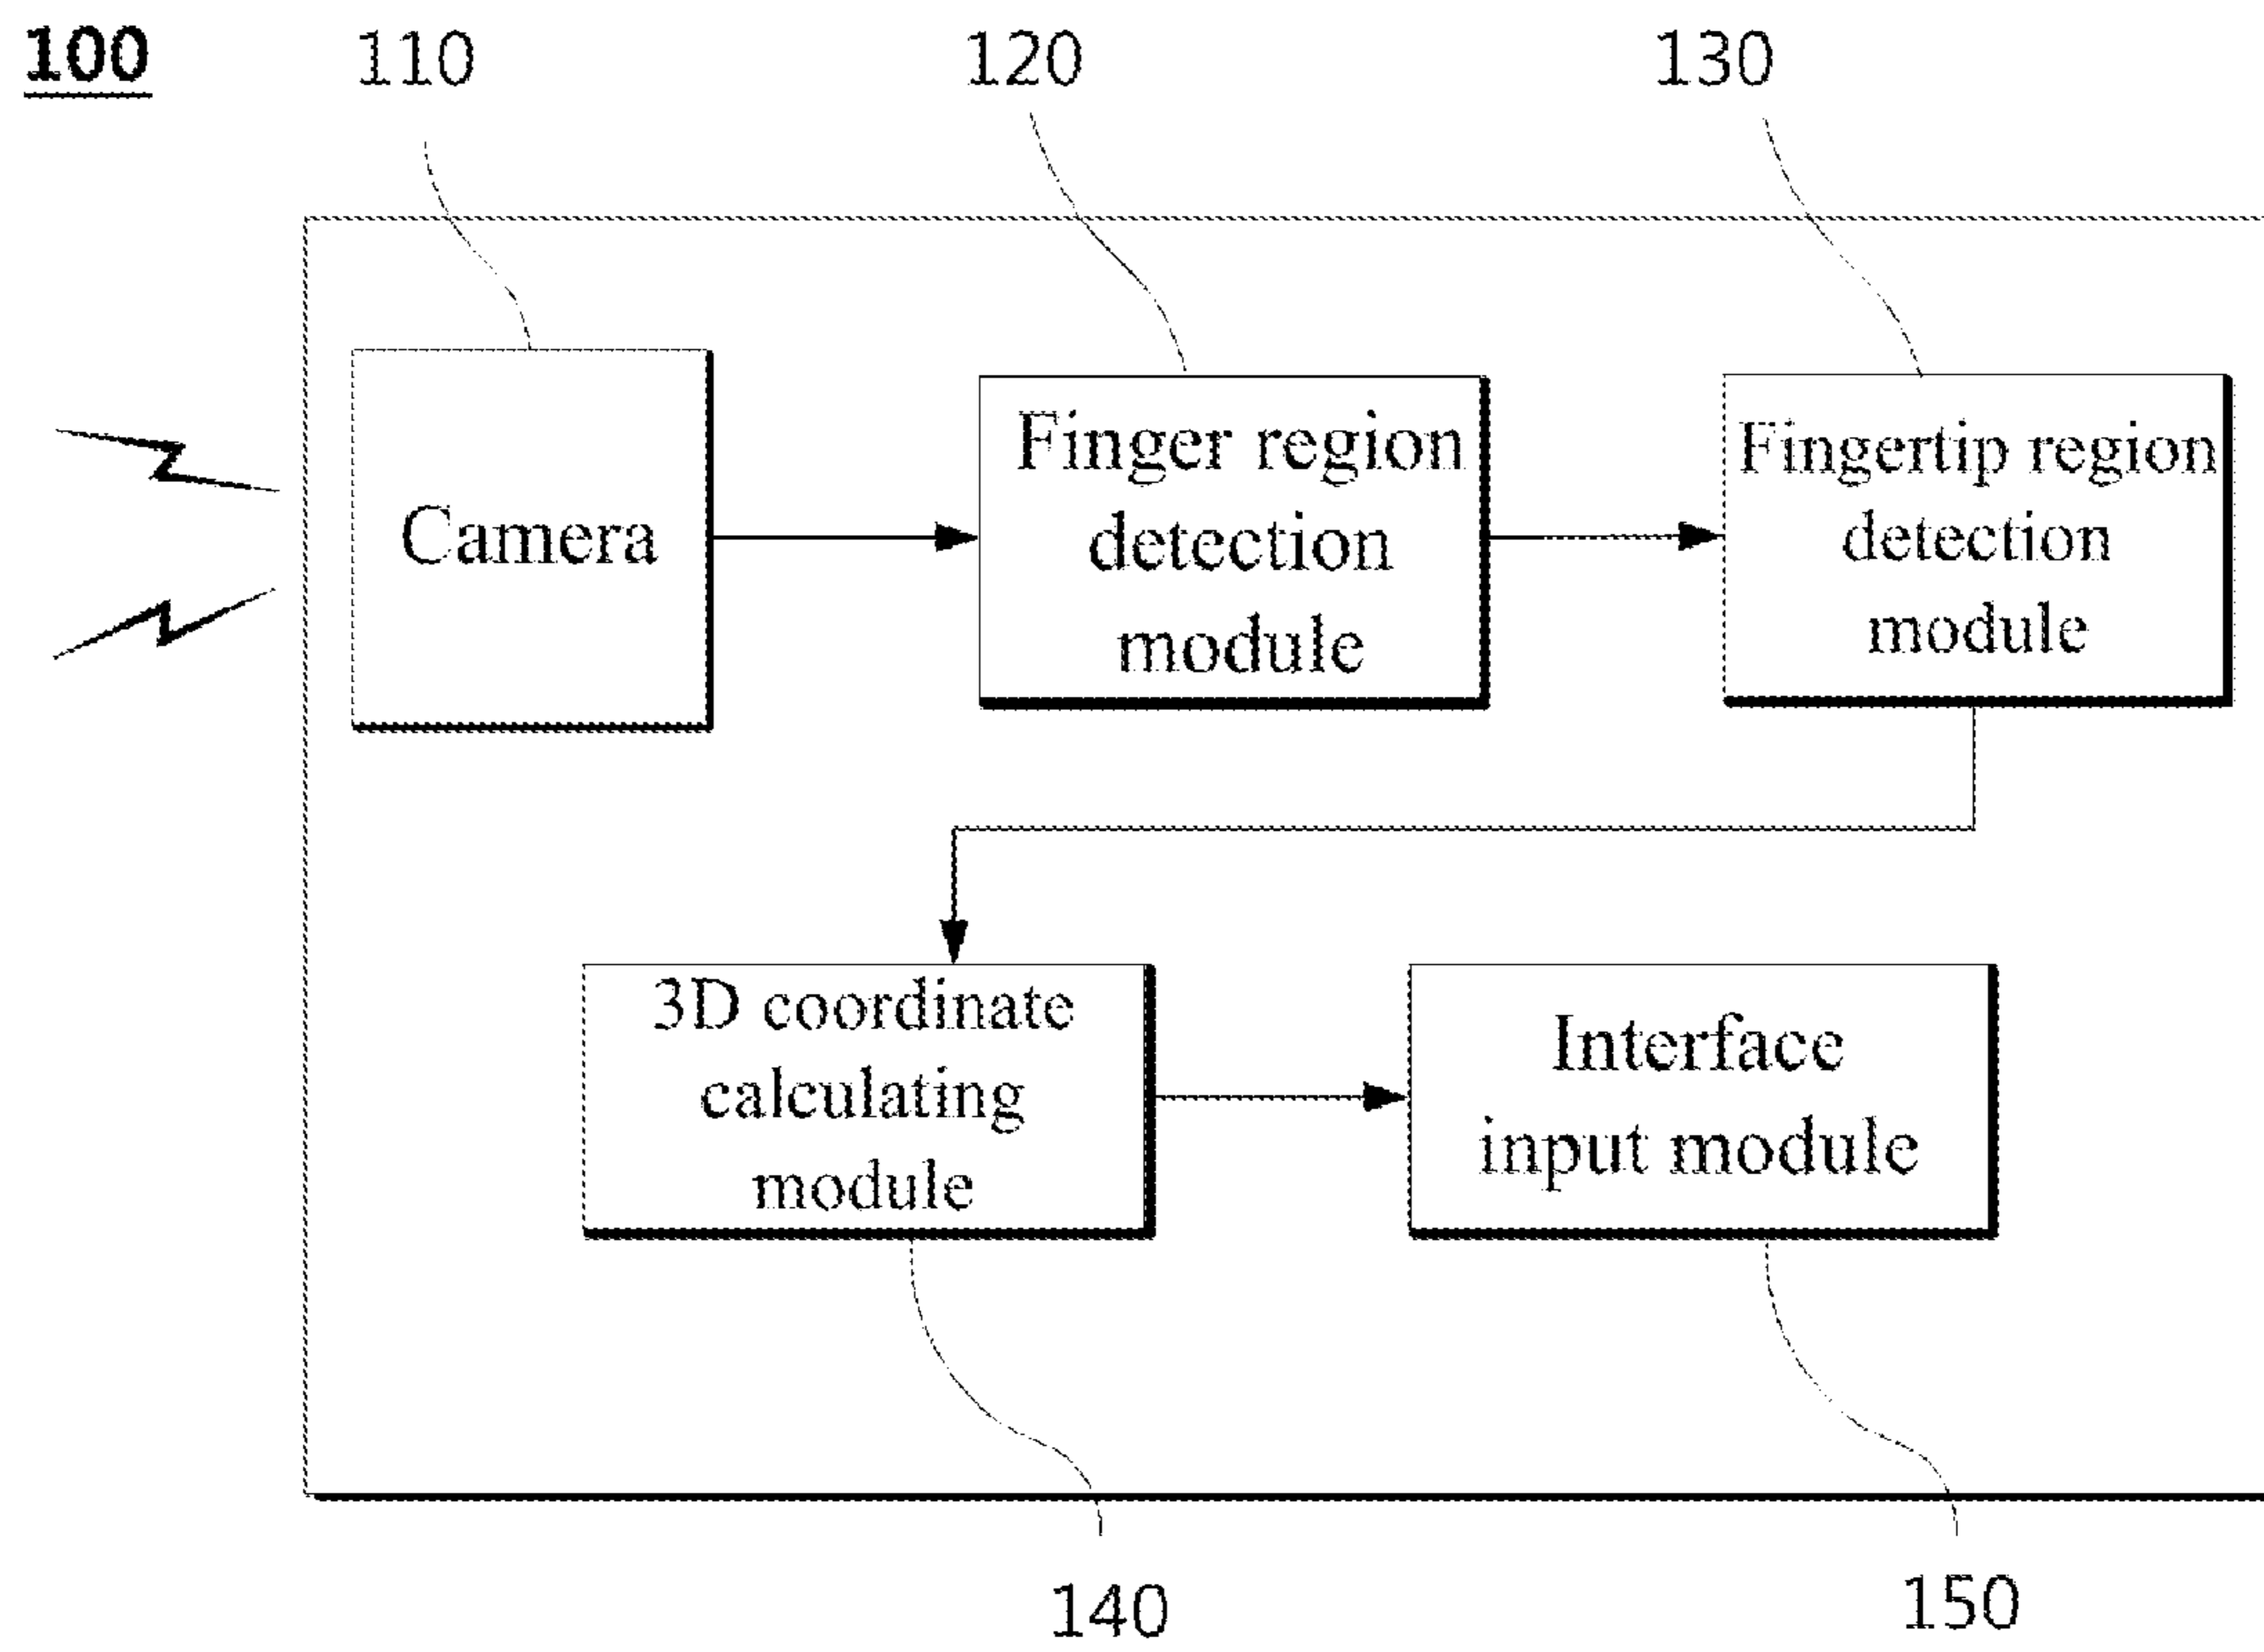 100 110 120 130
Camera
Finger region
detection
module
Fingertip region
detection
module
3D coordinate
calculating
module
Interface
input module
140 150